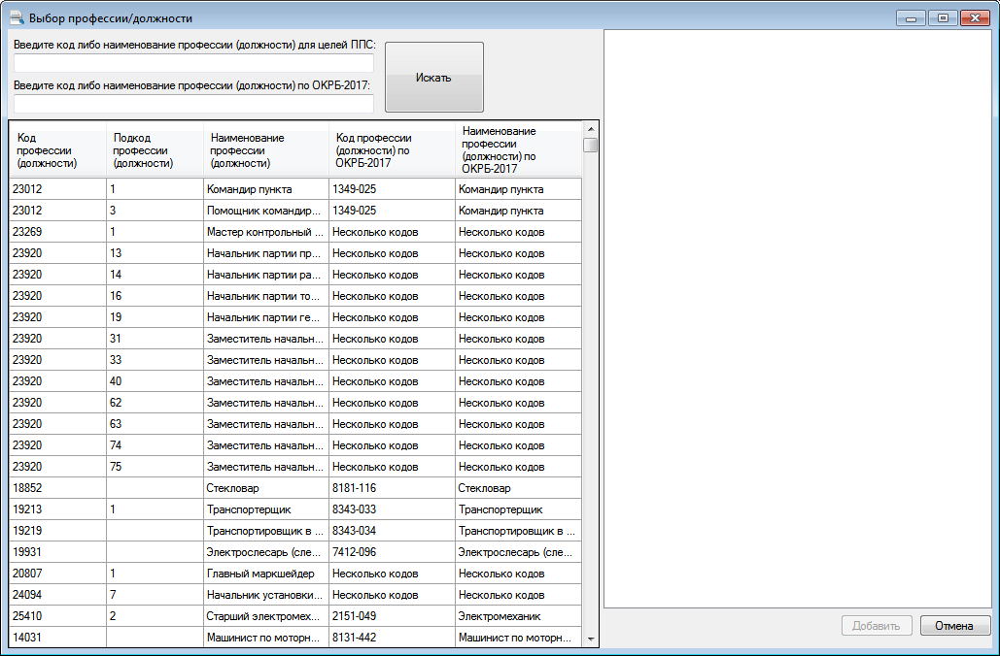 Выбор профессии/должности
Введите код либо наименование профессии (должности) для целей ППС:
Искать
Введите код либо наименование профессии (должности) по ОКРБ-2017:
Код профессии (должности) Подкод профессии (должности) Наименование профессии (должности) Код профессии (должности) по ОКРБ-2017 Наименование профессии (должности) по ОКРБ-2017
23012 1 Командир пункта 1349-025 Командир пункта
23012 3 Помощник командир... 1349-025 Командир пункта
23269 1 Мастер контрольный ... Несколько кодов Несколько кодов
23920 13 Начальник партии пр... Несколько кодов Несколько кодов
23920 14 Начальник партии ра... Несколько кодов Несколько кодов
23920 16 Начальник партии то... Несколько кодов Несколько кодов
23920 19 Начальник партии ге... Несколько кодов Несколько кодов
23920 31 Заместитель начальн... Несколько кодов Несколько кодов
23920 33 Заместитель начальн... Несколько кодов Несколько кодов
23920 40 Заместитель начальн... Несколько кодов Несколько кодов
23920 62 Заместитель начальн... Несколько кодов Несколько кодов
23920 63 Заместитель начальн... Несколько кодов Несколько кодов
23920 74 Заместитель начальн... Несколько кодов Несколько кодов
23920 75 Заместитель начальн... Несколько кодов Несколько кодов
18852 Стекловар 8181-116 Стекловар
19213 1 Транспортерщик 8343-033 Транспортерщик
19219 Транспортировщик в ... 8343-034 Транспортировщик в ...
19931 Электрослесарь (сле... 7412-096 Электрослесарь (сле...
20807 1 Главный маркшейдер Несколько кодов Несколько кодов
24094 7 Начальник установки... Несколько кодов Несколько кодов
25410 2 Старший электромех... 2151-049 Электромеханик
14031 Машинист по моторн... 8131-442 Машинист по моторн...
Добавить Отмена